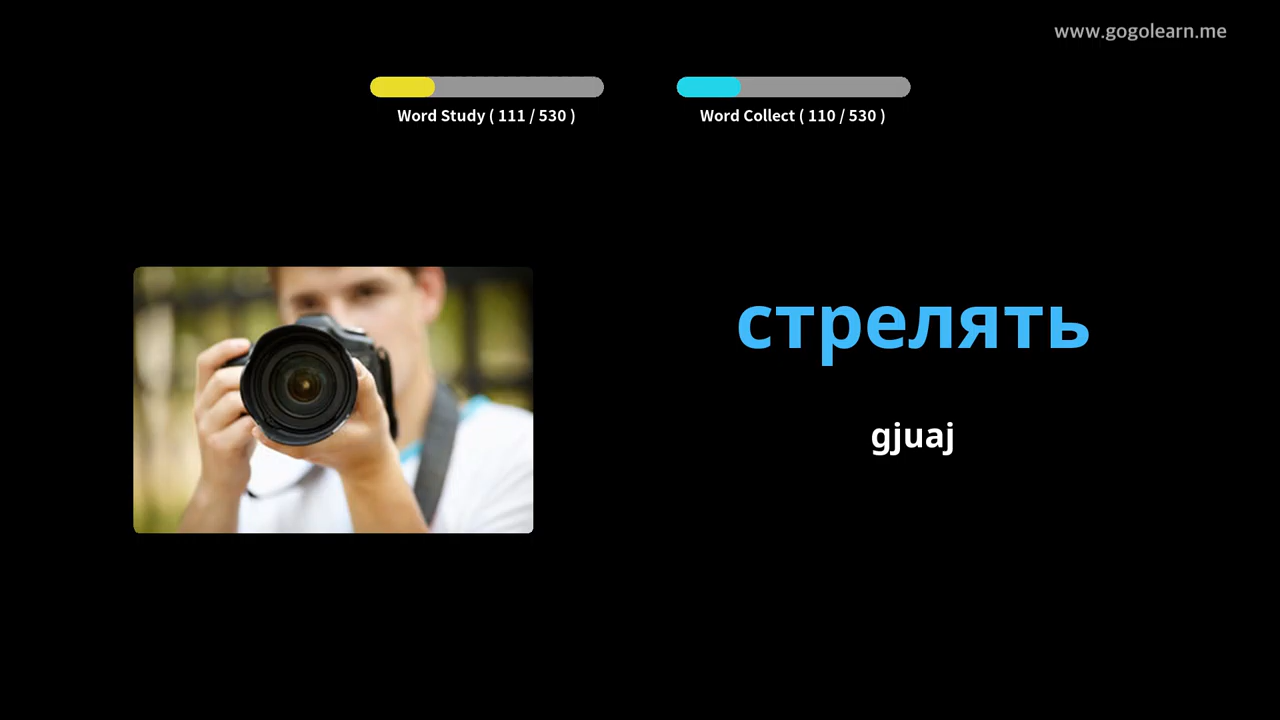 www.gogolearn.me
Word Study ( 111 / 530 )
Word Collect ( 110 / 530 )
стрелять
gjuaj